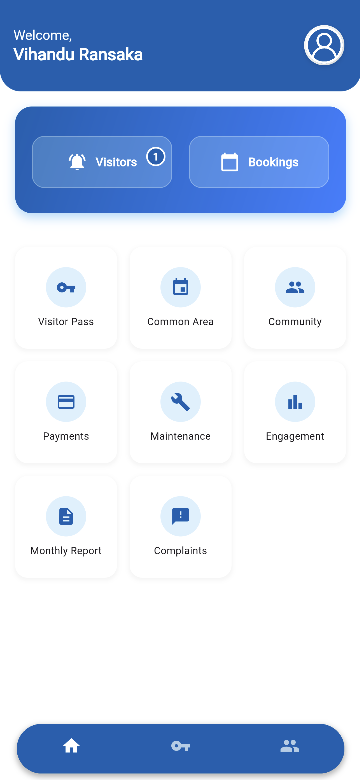 Welcome,
Vihandu Ransaka
Visitors
1
Bookings
Visitor Pass
Common Area
Community
Payments
Maintenance
Engagement
Monthly Report
Complaints